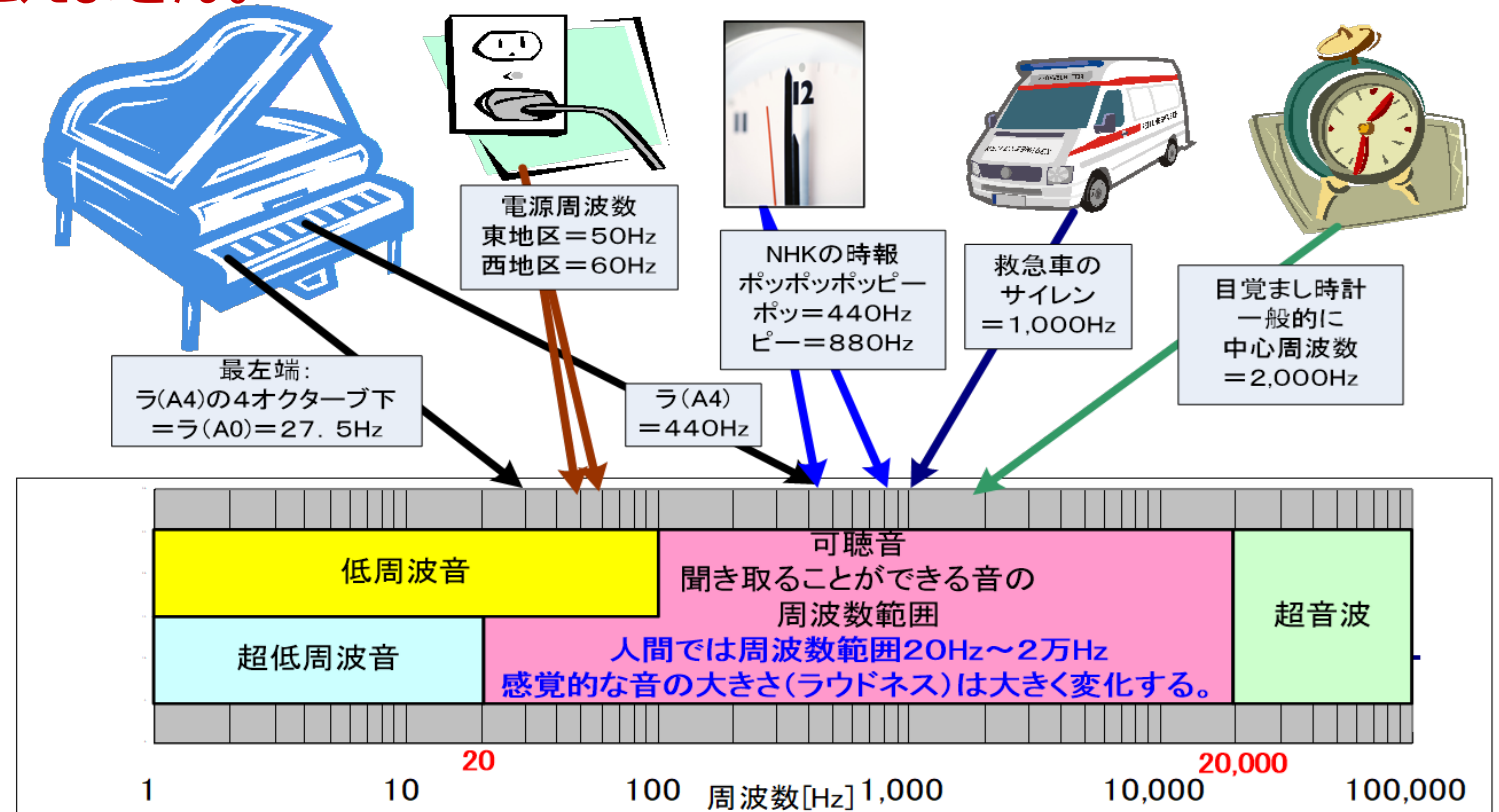 電源周波数
東地区＝50Hz
西地区＝60Hz
12
NHKの時報
ポッポッポッピー
ポッ＝440Hz
ピー＝880Hz
救急車の
サイレン
＝1,000Hz
目覚まし時計
一般的に
中心周波数
＝2,000Hz
最左端：
ラ(A4)の4オクターブ下
＝ラ(A0)＝27．5Hz
ラ(A4)
＝440Hz
低周波音
超低周波音
可聴音
聞き取ることができる音の
周波数範囲
人間では周波数範囲20Hz～2万Hz
感覚的な音の大きさ(ラウドネス)は大きく変化する。
超音波
20
20,000
1 10 100 周波数[Hz] 1,000 10,000 100,000